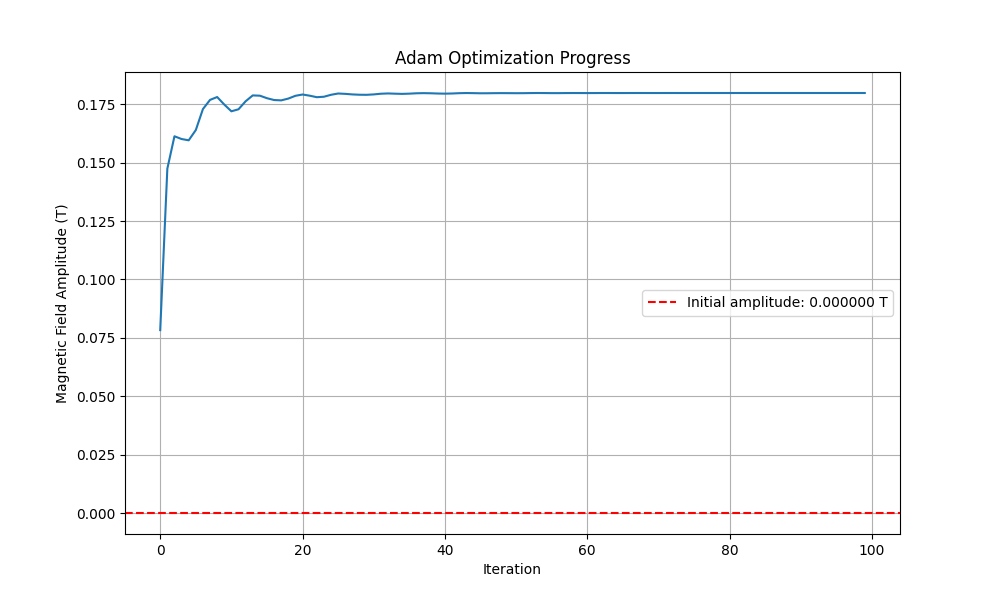 Adam Optimization Progress
Magnetic Field Amplitude (T)
0.175
0.150
0.125
0.100
0.075
0.050
0.025
0.000
Initial amplitude: 0.000000 T
0 20 40 60 80 100
Iteration